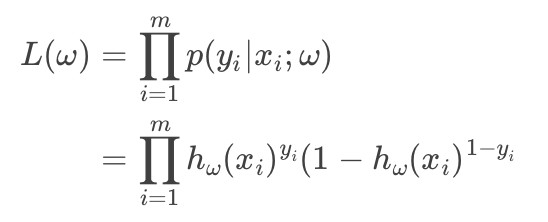 L(ω) = ∏_{i=1}^{m} p(y_i|x_i; ω)
= ∏_{i=1}^{m} h_ω(x_i)^{y_i}(1 − h_ω(x_i)^{1−y_i}